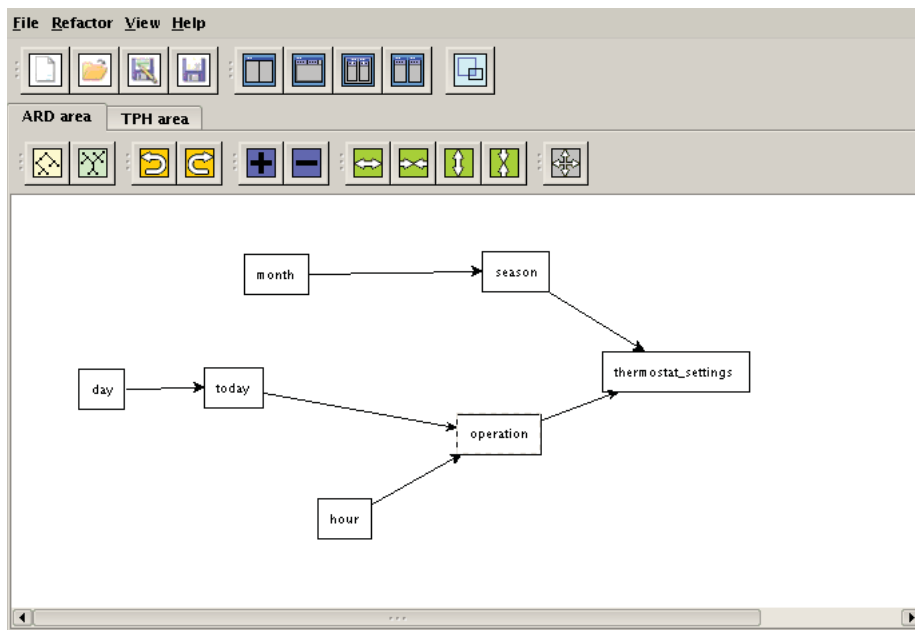 File Refactor View Help
ARD area TPH area
month
season
thermostat_settings
day
today
operation
hour